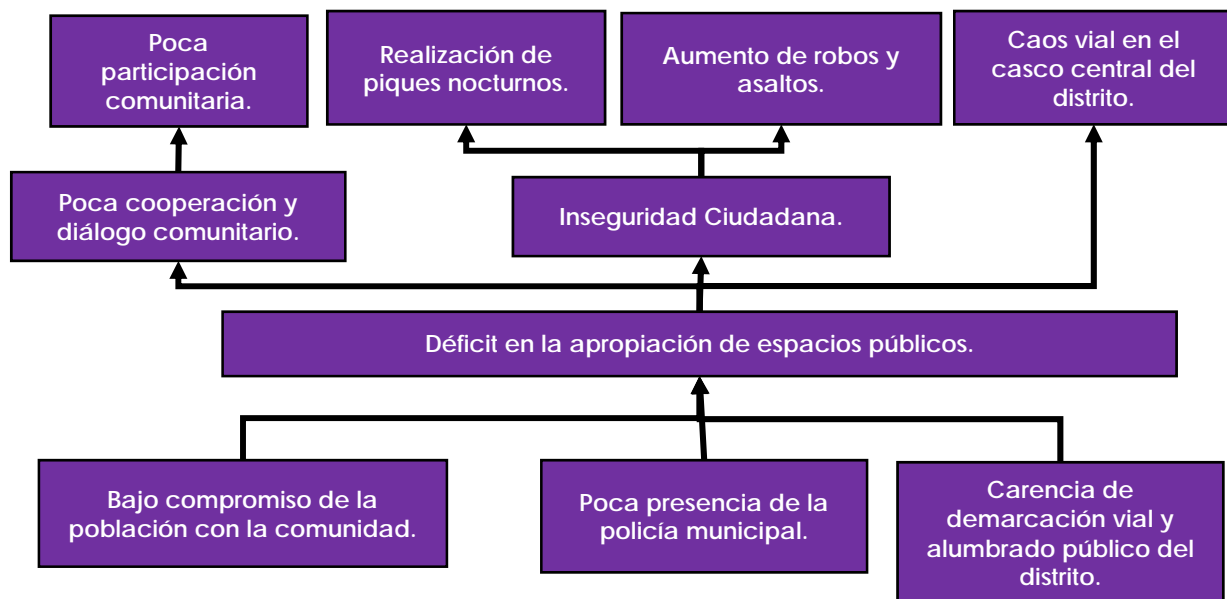 Poca
participación
comunitaria.
Realización de
piques nocturnos.
Aumento de robos y
asaltos.
Caos vial en el
casco central del
distrito.
Poca cooperación y
diálogo comunitario.
Inseguridad Ciudadana.
Déficit en la apropiación de espacios públicos.
Bajo compromiso de la
población con la comunidad.
Poca presencia de la
policía municipal.
Carencia de
demarcación vial y
alumbrado público del
distrito.